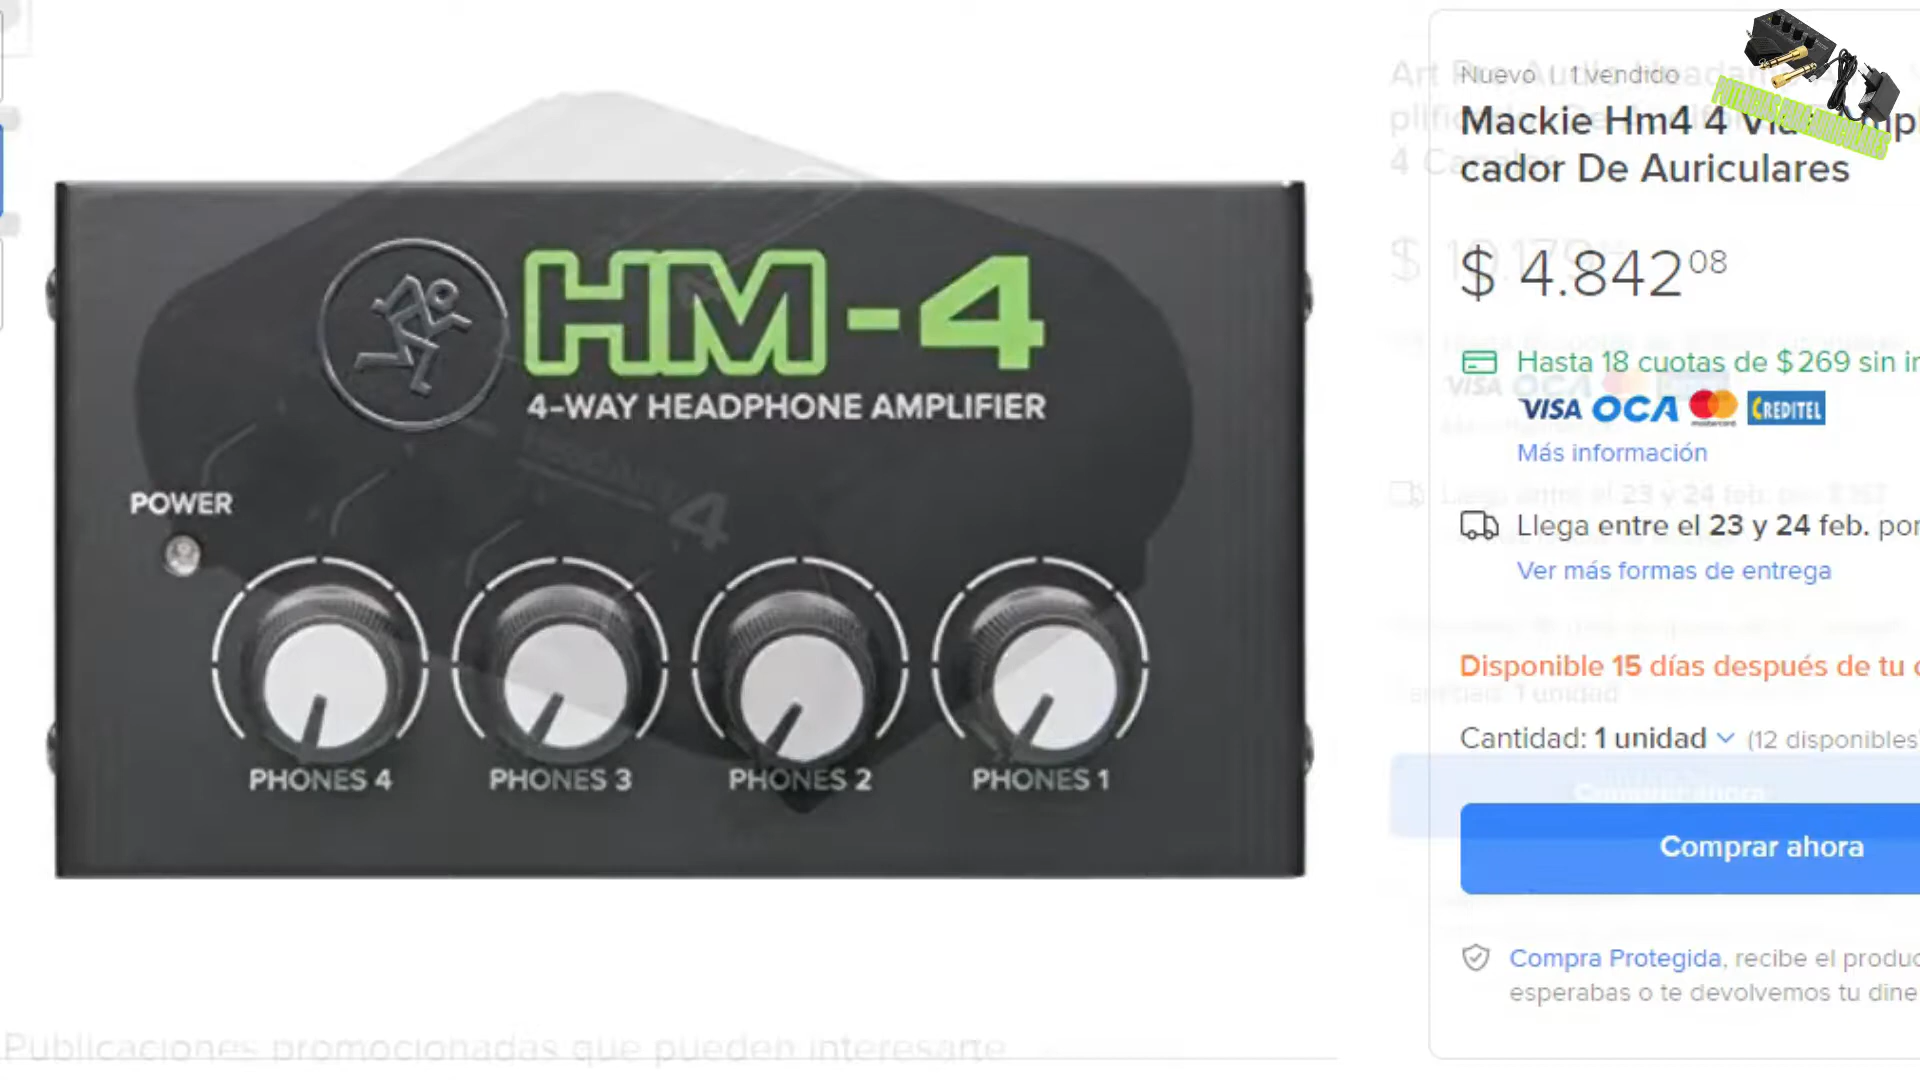 HM-4
4-WAY HEADPHONE AMPLIFIER
POWER
PHONES 4
PHONES 3
PHONES 2
PHONES 1
Nuevo | 1 vendido
Mackie Hm4 4
cador De Auriculares
$ 4.842 08
Hasta 18 cuotas de $ 269 sin in
VISA OCA mastercard CREDITEL
Más información
Llega entre el 23 y 24 feb. por
Ver más formas de entrega
Disponible 15 días después de tu c
Cantidad: 1 unidad (12 disponibles
Comprar ahora
Compra Protegida, recibe el produc
esperabas o te devolvemos tu dine
Publicaciones promocionadas que pueden interesarte